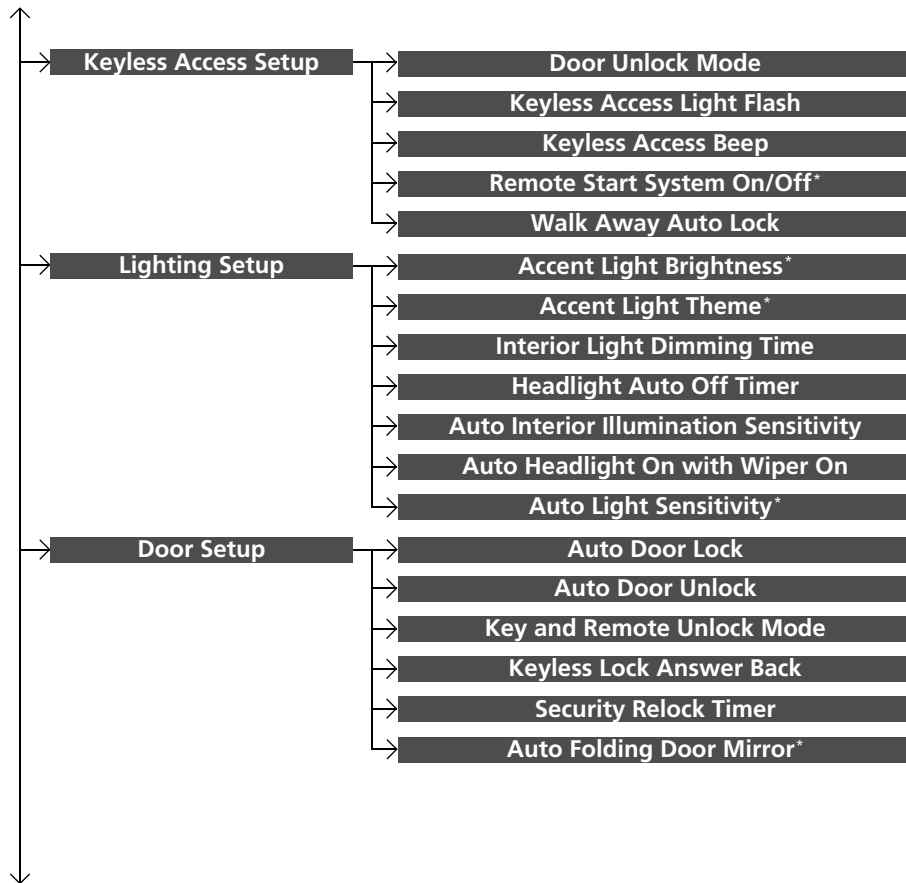 Keyless Access Setup
Door Unlock Mode
Keyless Access Light Flash
Keyless Access Beep
Remote Start System On/Off*
Walk Away Auto Lock
Lighting Setup
Accent Light Brightness*
Accent Light Theme*
Interior Light Dimming Time
Headlight Auto Off Timer
Auto Interior Illumination Sensitivity
Auto Headlight On with Wiper On
Auto Light Sensitivity*
Door Setup
Auto Door Lock
Auto Door Unlock
Key and Remote Unlock Mode
Keyless Lock Answer Back
Security Relock Timer
Auto Folding Door Mirror*